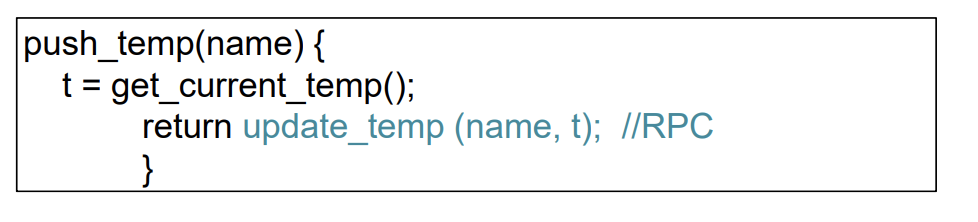 push_temp(name) {
t = get_current_temp();
return update_temp (name, t);  //RPC
}